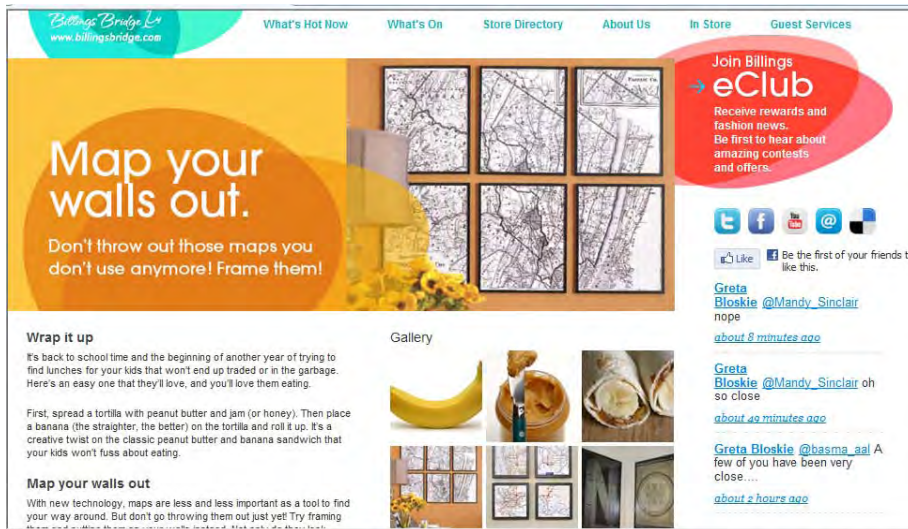 Billings Bridge
www.billingsbridge.com
What's Hot Now
What's On
Store Directory
About Us
In Store
Guest Services
Map your
walls out.
Don't throw out those maps you
don't use anymore! Frame them!
Join Billings
eClub
Receive rewards and
fashion news.
Be first to hear about
amazing contests
and offers.
You
Tube
Like
Be the first of your friends t
like this.
Greta
Bloskie @Mandy_Sinclair
nope
about 8 minutes ago
Greta
Bloskie @Mandy_Sinclair oh
so close
about 49 minutes ago
Greta Bloskie @basma_aal A
few of you have been very
close....
about 2 hours ago
Wrap it up
It's back to school time and the beginning of another year of trying to
find lunches for your kids that won't end up traded or in the garbage.
Here's an easy one that they'll love, and you'll love them eating.
First, spread a tortilla with peanut butter and jam (or honey). Then place
a banana (the straighter, the better) on the tortilla and roll it up. It's a
creative twist on the classic peanut butter and banana sandwich that
your kids won't fuss about eating.
Map your walls out
With new technology, maps are less and less important as a tool to find
your way around. But don't go throwing them out just yet! Try framing
Gallery